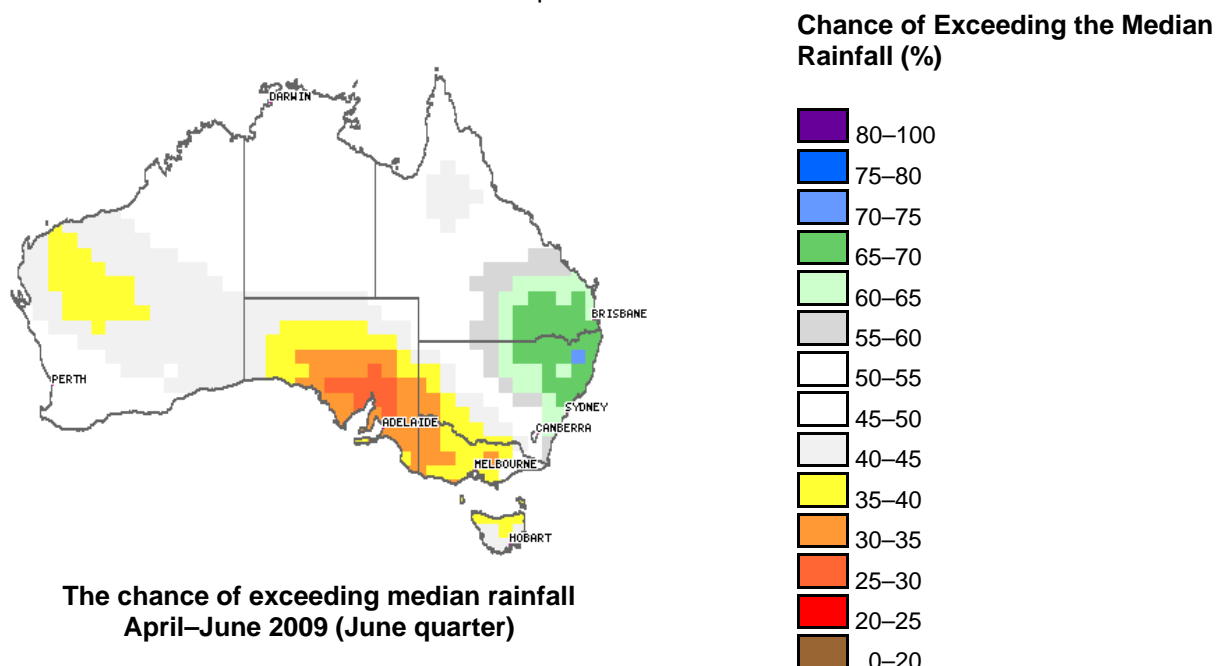 DARWIN
BRISBANE
PERTH
SYDNEY
ADELAIDE
CANBERRA
MELBOURNE
HOBART
The chance of exceeding median rainfall
April–June 2009 (June quarter)
Chance of Exceeding the Median
Rainfall (%)
80–100
75–80
70–75
65–70
60–65
55–60
50–55
45–50
40–45
35–40
30–35
25–30
20–25
0–20